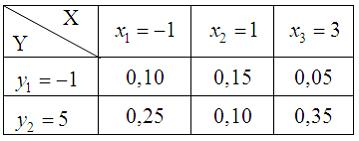 X
Y
x₁ = −1 x₂ = 1 x₃ = 3
y₁ = −1 0,10 0,15 0,05
y₂ = 5 0,25 0,10 0,35